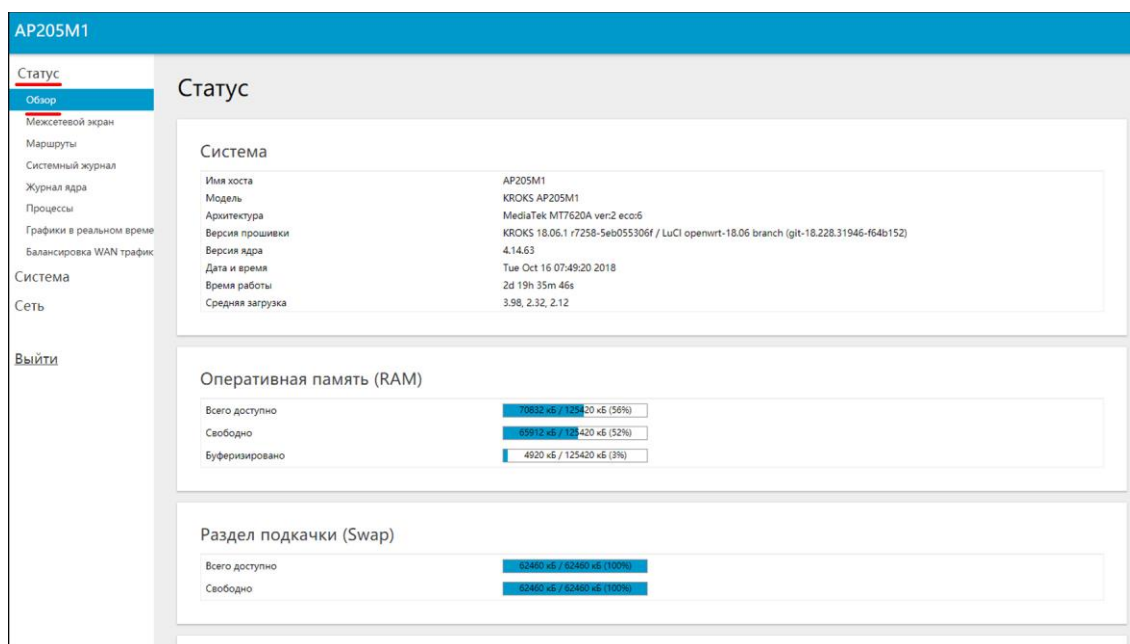 AP205M1
Статус
Обзор
Межсетевой экран
Маршруты
Системный журнал
Журнал ядра
Процессы
Графики в реальном време
Балансировка WAN трафик
Система
Сеть
Выйти
Статус
Система
Имя хоста AP205M1
Модель KROKS AP205M1
Архитектура MediaTek MT7620A ver:2 eco:6
Версия прошивки KROKS 18.06.1 r7258-5eb055306f / LuCI openwrt-18.06 branch (git-18.228.31946-f64b152)
Версия ядра 4.14.63
Дата и время Tue Oct 16 07:49:20 2018
Время работы 2d 19h 35m 46s
Средняя загрузка 3.98, 2.32, 2.12
Оперативная память (RAM)
Всего доступно 70832 кБ / 125420 кБ (56%)
Свободно 65912 кБ / 125420 кБ (52%)
Буферизировано 4920 кБ / 125420 кБ (3%)
Раздел подкачки (Swap)
Всего доступно 62460 кБ / 62460 кБ (100%)
Свободно 62460 кБ / 62460 кБ (100%)